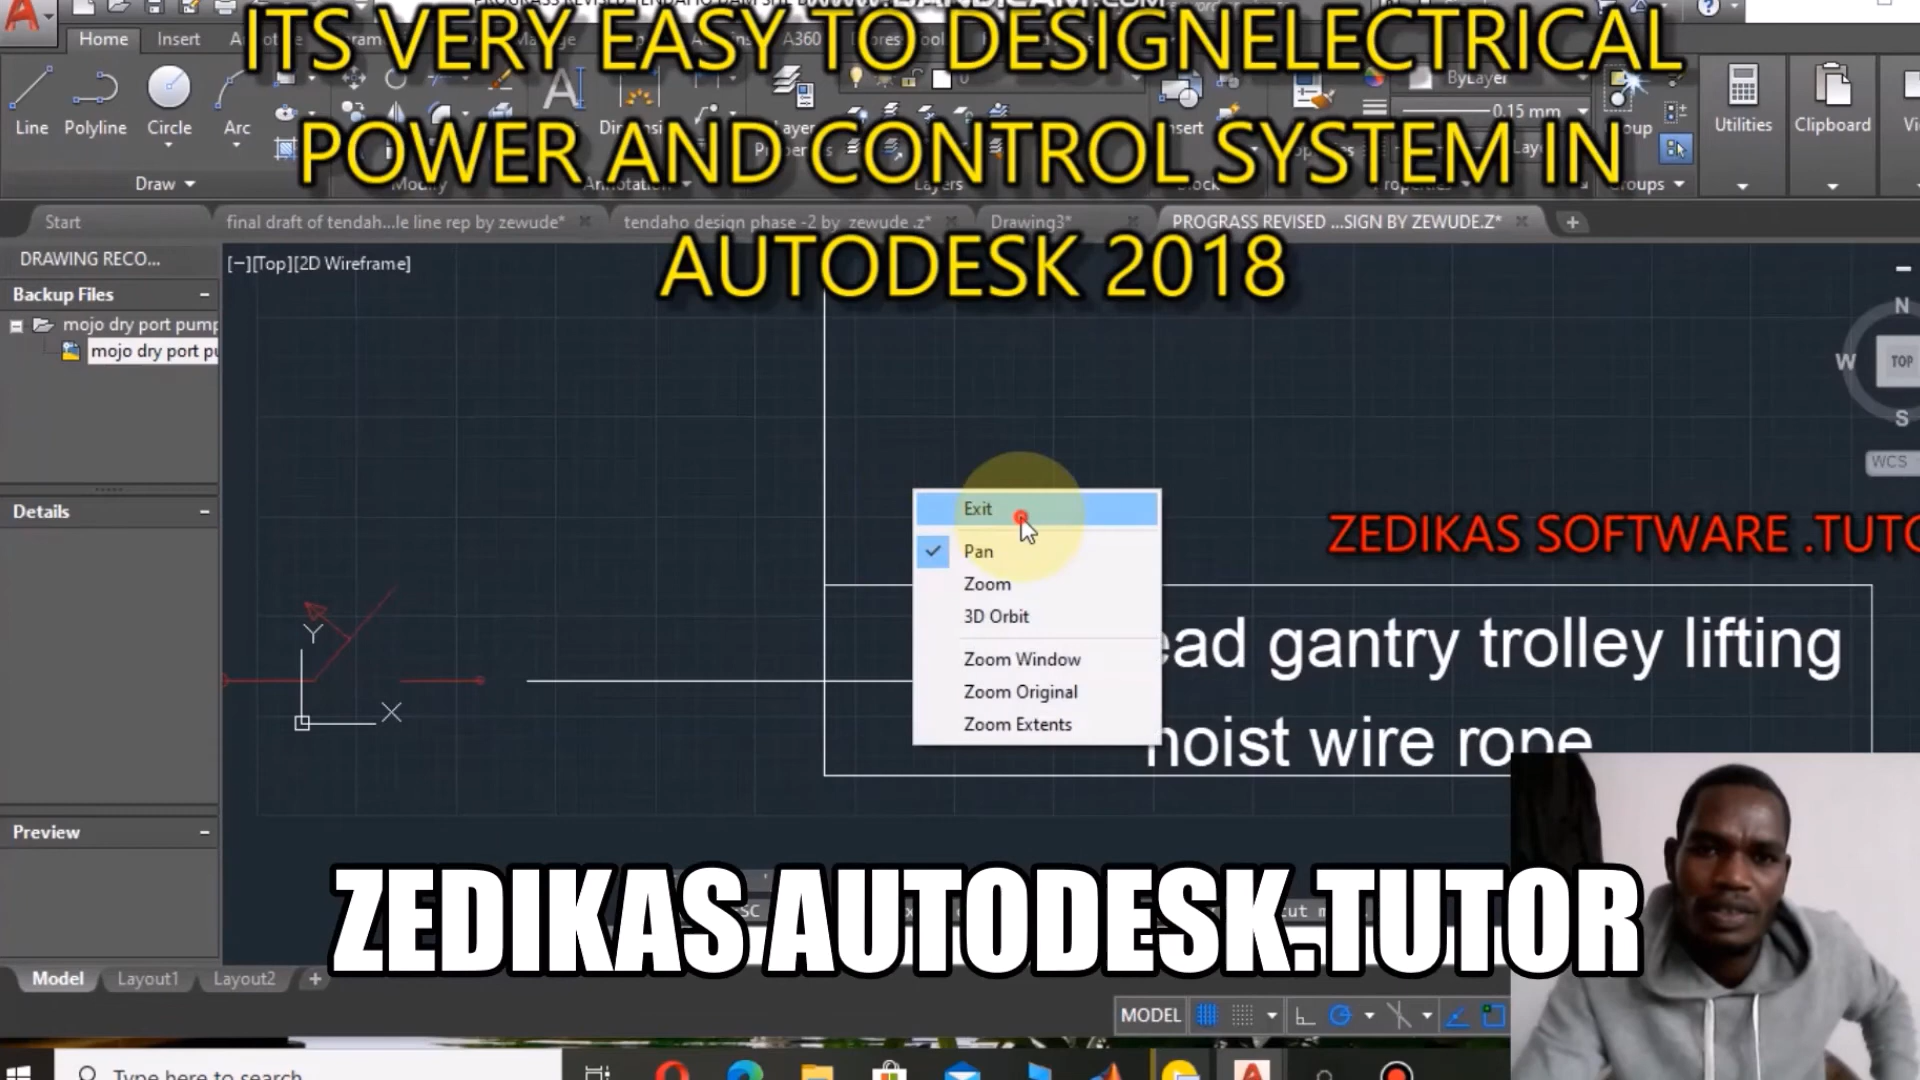 ITS VERY EASY TO DESIGNELECTRICAL
POWER AND CONTROL SYSTEM IN
AUTODESK 2018
Home
Insert
A360
Line
Polyline
Circle
Arc
Draw
Modify
Layers
ByLayer
0.15 mm
Utilities
Clipboard
Groups
Start
final draft of tendah...le line rep by zewude*
tendaho design phase -2 by zewude .z*
Drawing3*
PROGRASS REVISED ...SIGN BY ZEWUDE.Z*
DRAWING RECO...
[−][Top][2D Wireframe]
Backup Files
mojo dry port pump
mojo dry port pu
Details
Preview
N
W
TOP
S
WCS
Exit
Pan
Zoom
3D Orbit
Zoom Window
Zoom Original
Zoom Extents
ZEDIKAS SOFTWARE .TUTO
ead gantry trolley lifting
hoist wire rope
Y
X
ZEDIKAS AUTODESK.TUTOR
Model
Layout1
Layout2
MODEL
Type here to search